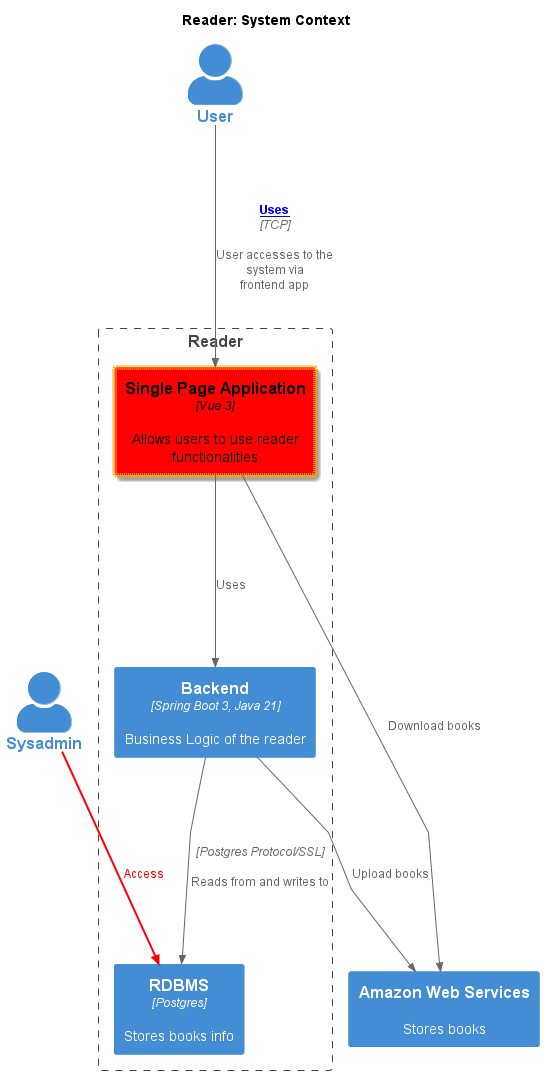 Reader: System Context
User
Uses
[TCP]
User accesses to the
system via
frontend app
Reader
Single Page Application
[Vue 3]
Allows users to use reader
functionalities
Uses
Backend
[Spring Boot 3, Java 21]
Business Logic of the reader
Sysadmin
Download books
[Postgres Protocol/SSL]
Reads from and writes to
Access
Upload books
RDBMS
[Postgres]
Stores books info
Amazon Web Services
Stores books